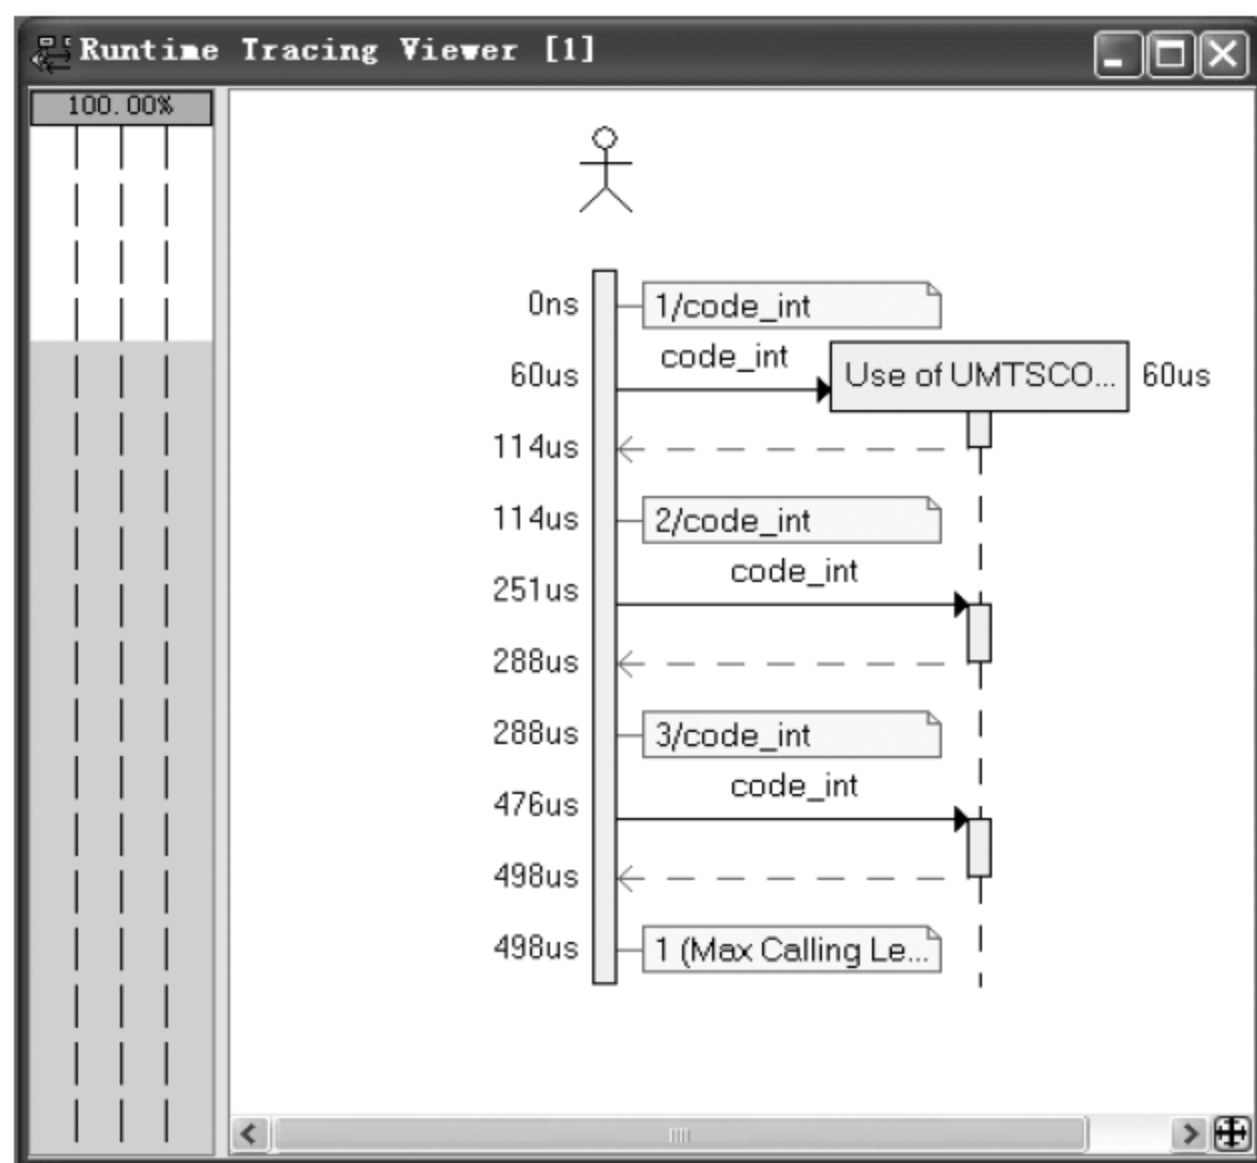 Runtime Tracing Viewer [1]
100.00%
0ns
1/code_int
code_int
60us
Use of UMTSCO...
60us
114us
114us
2/code_int
code_int
251us
288us
288us
3/code_int
code_int
476us
498us
498us
1 (Max Calling Le...